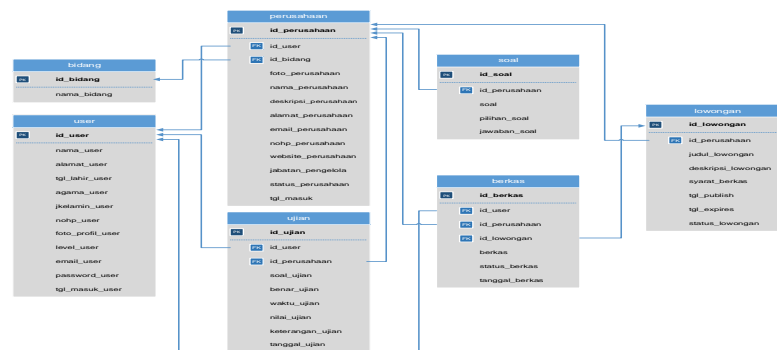 bidang
PK id_bidang
nama_bidang
user
PK id_user
nama_user
alamat_user
tgl_lahir_user
agama_user
jkelamin_user
nohp_user
foto_profil_user
level_user
email_user
password_user
tgl_masuk_user
perusahaan
PK id_perusahaan
FK id_user
FK id_bidang
foto_perusahaan
nama_perusahaan
deskripsi_perusahaan
alamat_perusahaan
email_perusahaan
nohp_perusahaan
website_perusahaan
jabatan_pengelola
status_perusahaan
tgl_masuk
ujian
PK id_ujian
FK id_user
FK id_perusahaan
soal_ujian
benar_ujian
waktu_ujian
nilai_ujian
keterangan_ujian
tanggal_ujian
soal
PK id_soal
FK id_perusahaan
soal
pilihan_soal
jawaban_soal
berkas
PK id_berkas
FK id_user
FK id_perusahaan
FK id_lowongan
berkas
status_berkas
tanggal_berkas
lowongan
PK id_lowongan
FK id_perusahaan
judul_lowongan
deskripsi_lowongan
syarat_berkas
tgl_publish
tgl_expires
status_lowongan